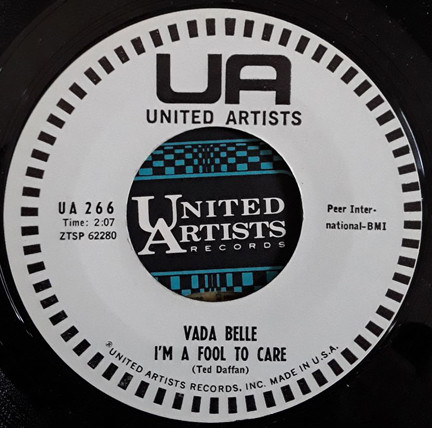 UA
UNITED ARTISTS
UA 266
Time: 2:07
ZTSP 62280
UNITED
ARTISTS
RECORDS
Peer Inter-
national-BMI
VADA BELLE
I'M A FOOL TO CARE
(Ted Daffan)
®UNITED ARTISTS RECORDS, INC. MADE IN U.S.A.